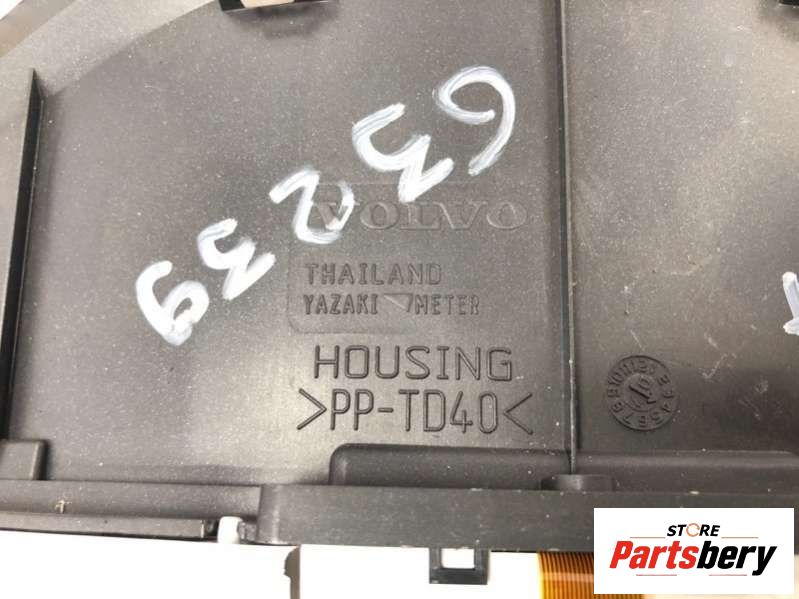 63239
VOLVO
THAILAND
YAZAKI METER
HOUSING
>PP-TD40<
STORE
Partsbery